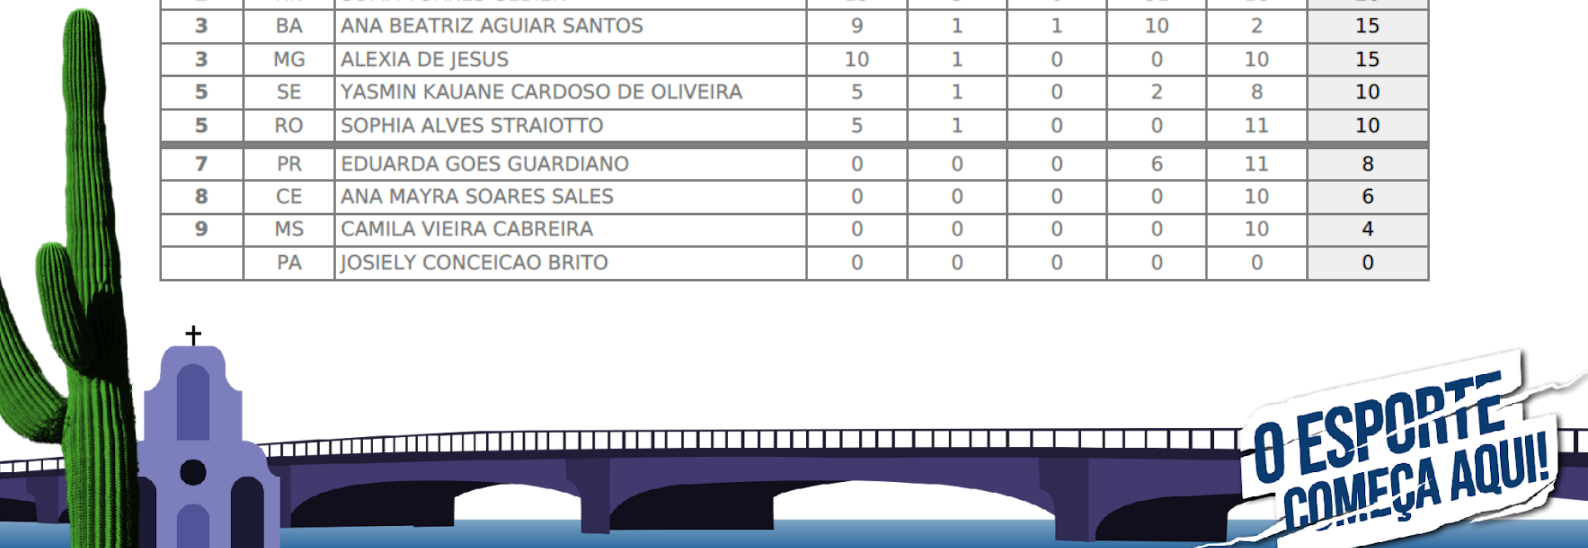 3 BA ANA BEATRIZ AGUIAR SANTOS 9 1 1 10 2 15
3 MG ALEXIA DE JESUS 10 1 0 0 10 15
5 SE YASMIN KAUANE CARDOSO DE OLIVEIRA 5 1 0 2 8 10
5 RO SOPHIA ALVES STRAIOTTO 5 1 0 0 11 10
7 PR EDUARDA GOES GUARDIANO 0 0 0 6 11 8
8 CE ANA MAYRA SOARES SALES 0 0 0 0 10 6
9 MS CAMILA VIEIRA CABREIRA 0 0 0 0 10 4
PA JOSIELY CONCEICAO BRITO 0 0 0 0 0 0
O ESPORTE
COMEÇA AQUI!